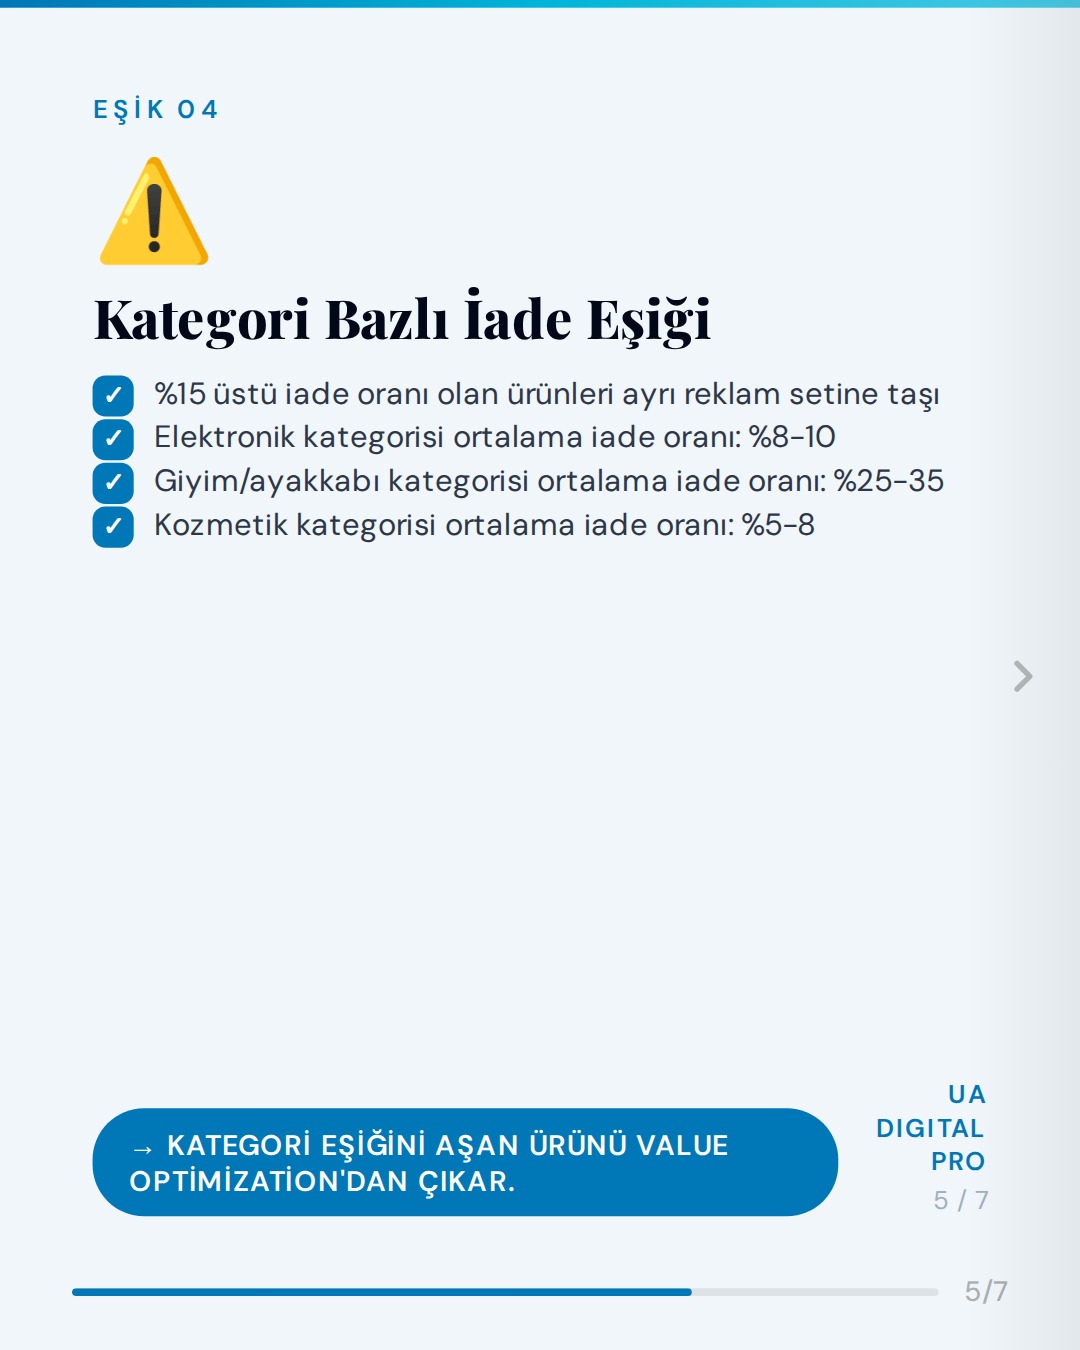 EŞİK 04
Kategori Bazlı İade Eşiği
✓ %15 üstü iade oranı olan ürünleri ayrı reklam setine taşı
✓ Elektronik kategorisi ortalama iade oranı: %8–10
✓ Giyim/ayakkabı kategorisi ortalama iade oranı: %25–35
✓ Kozmetik kategorisi ortalama iade oranı: %5–8
→ KATEGORİ EŞİĞİNİ AŞAN ÜRÜNÜ VALUE
OPTİMİZATİON'DAN ÇIKAR.
UA
DIGITAL
PRO
5 / 7
5/7